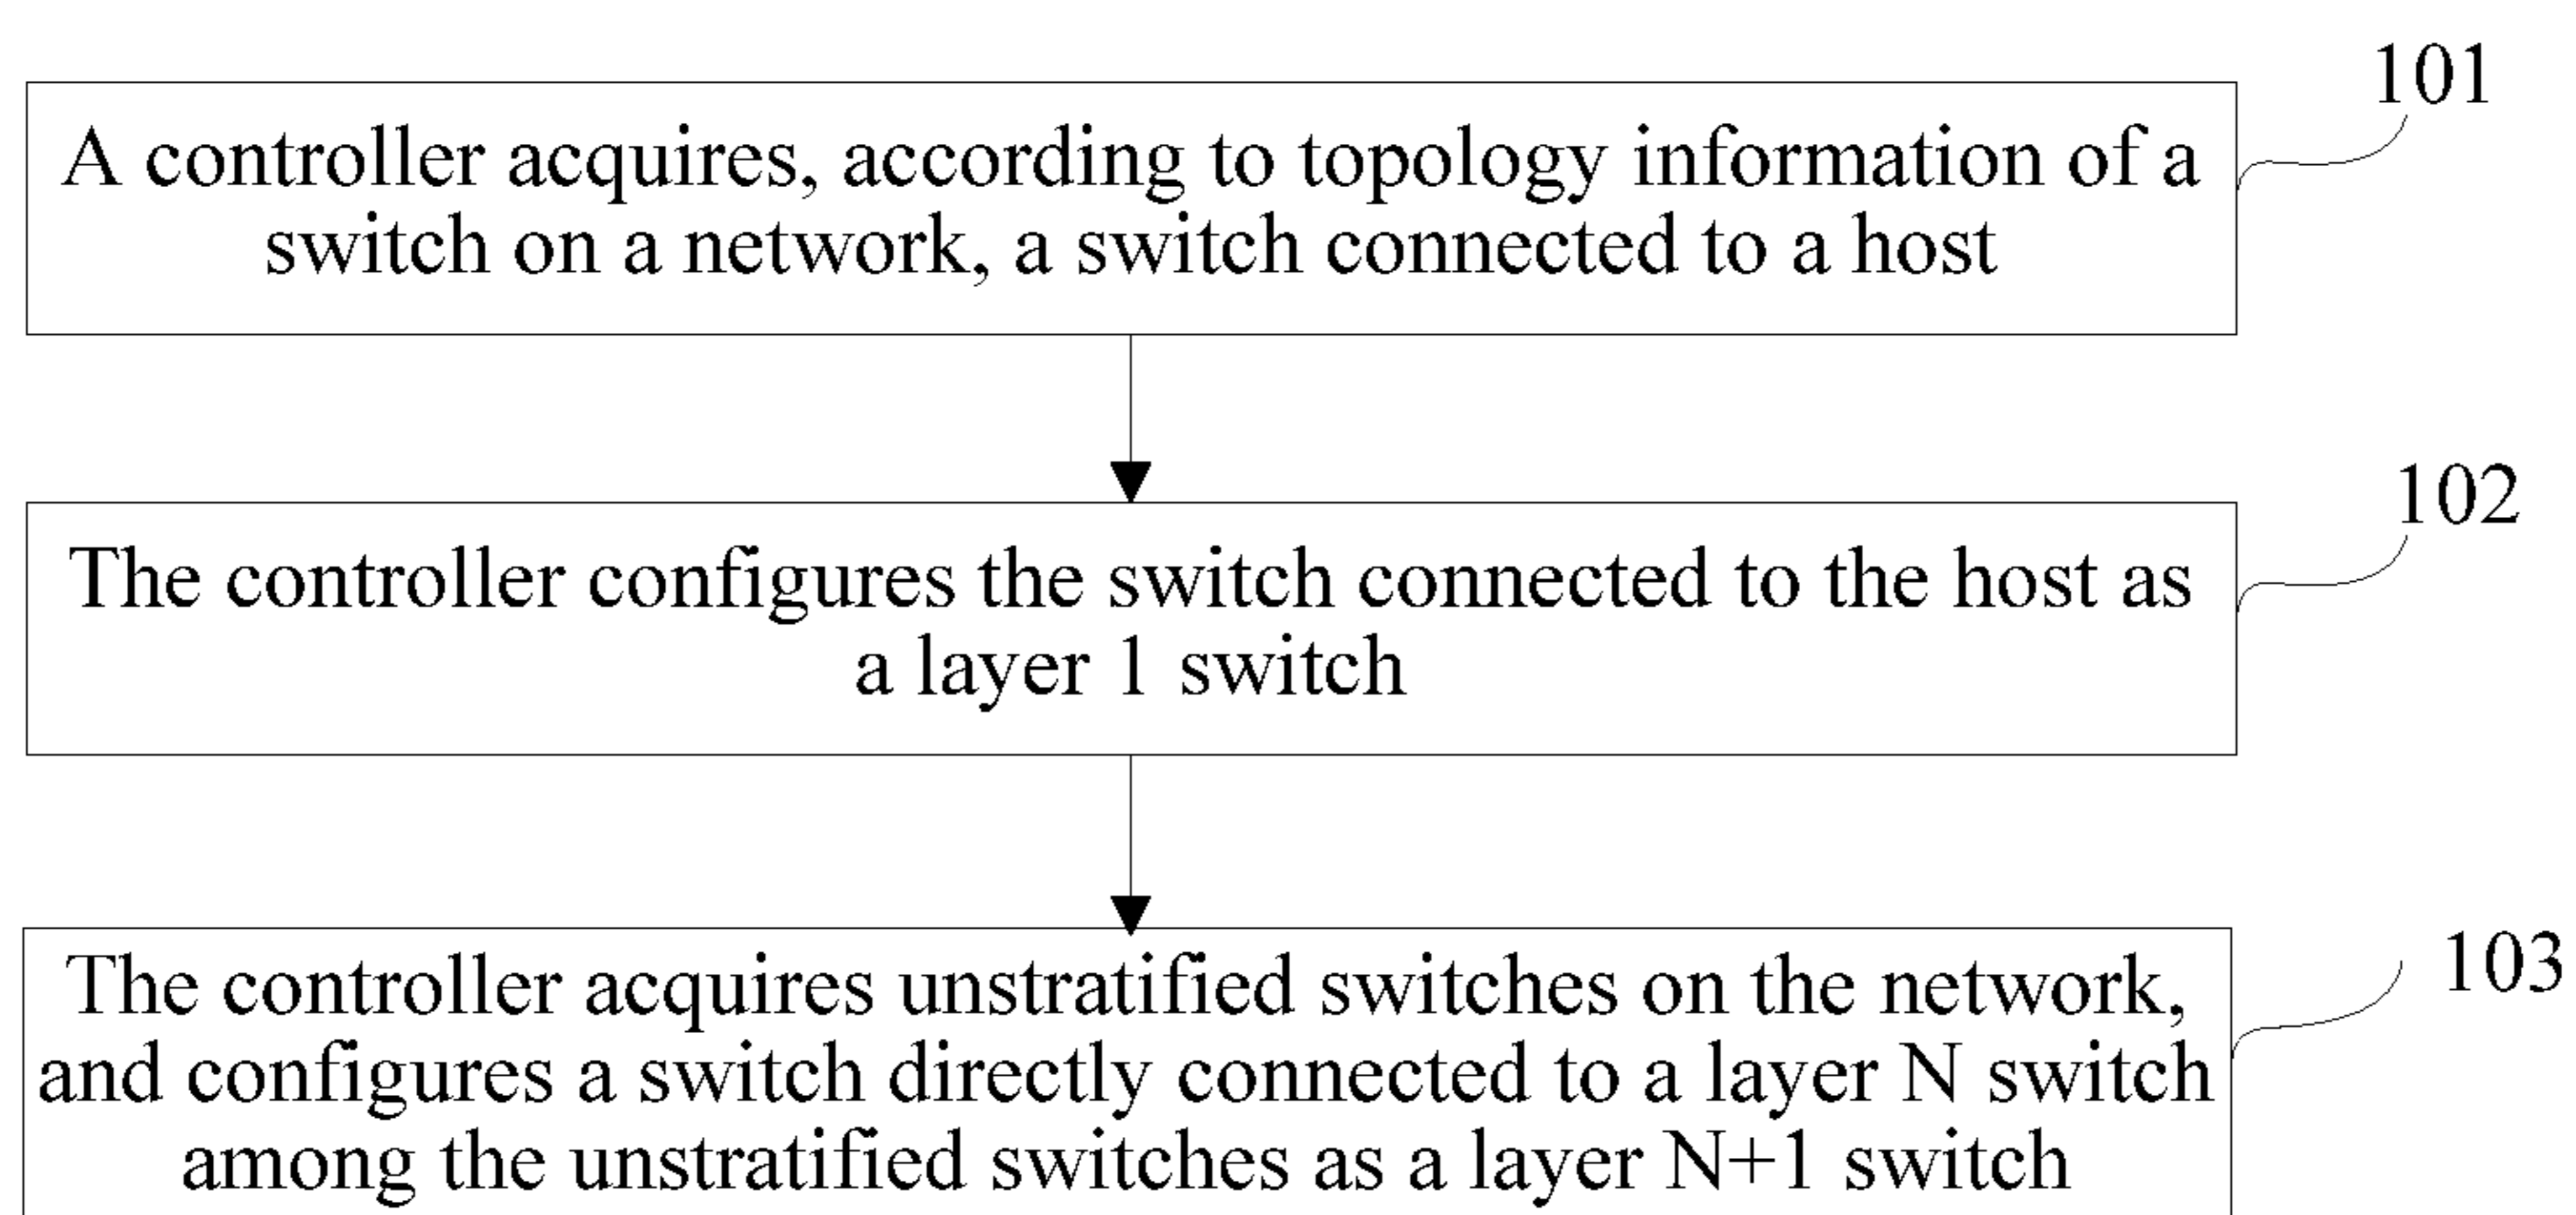 101
A controller acquires, according to topology information of a
switch on a network, a switch connected to a host
102
The controller configures the switch connected to the host as
a layer 1 switch
103
The controller acquires unstratified switches on the network,
and configures a switch directly connected to a layer N switch
among the unstratified switches as a layer N+1 switch